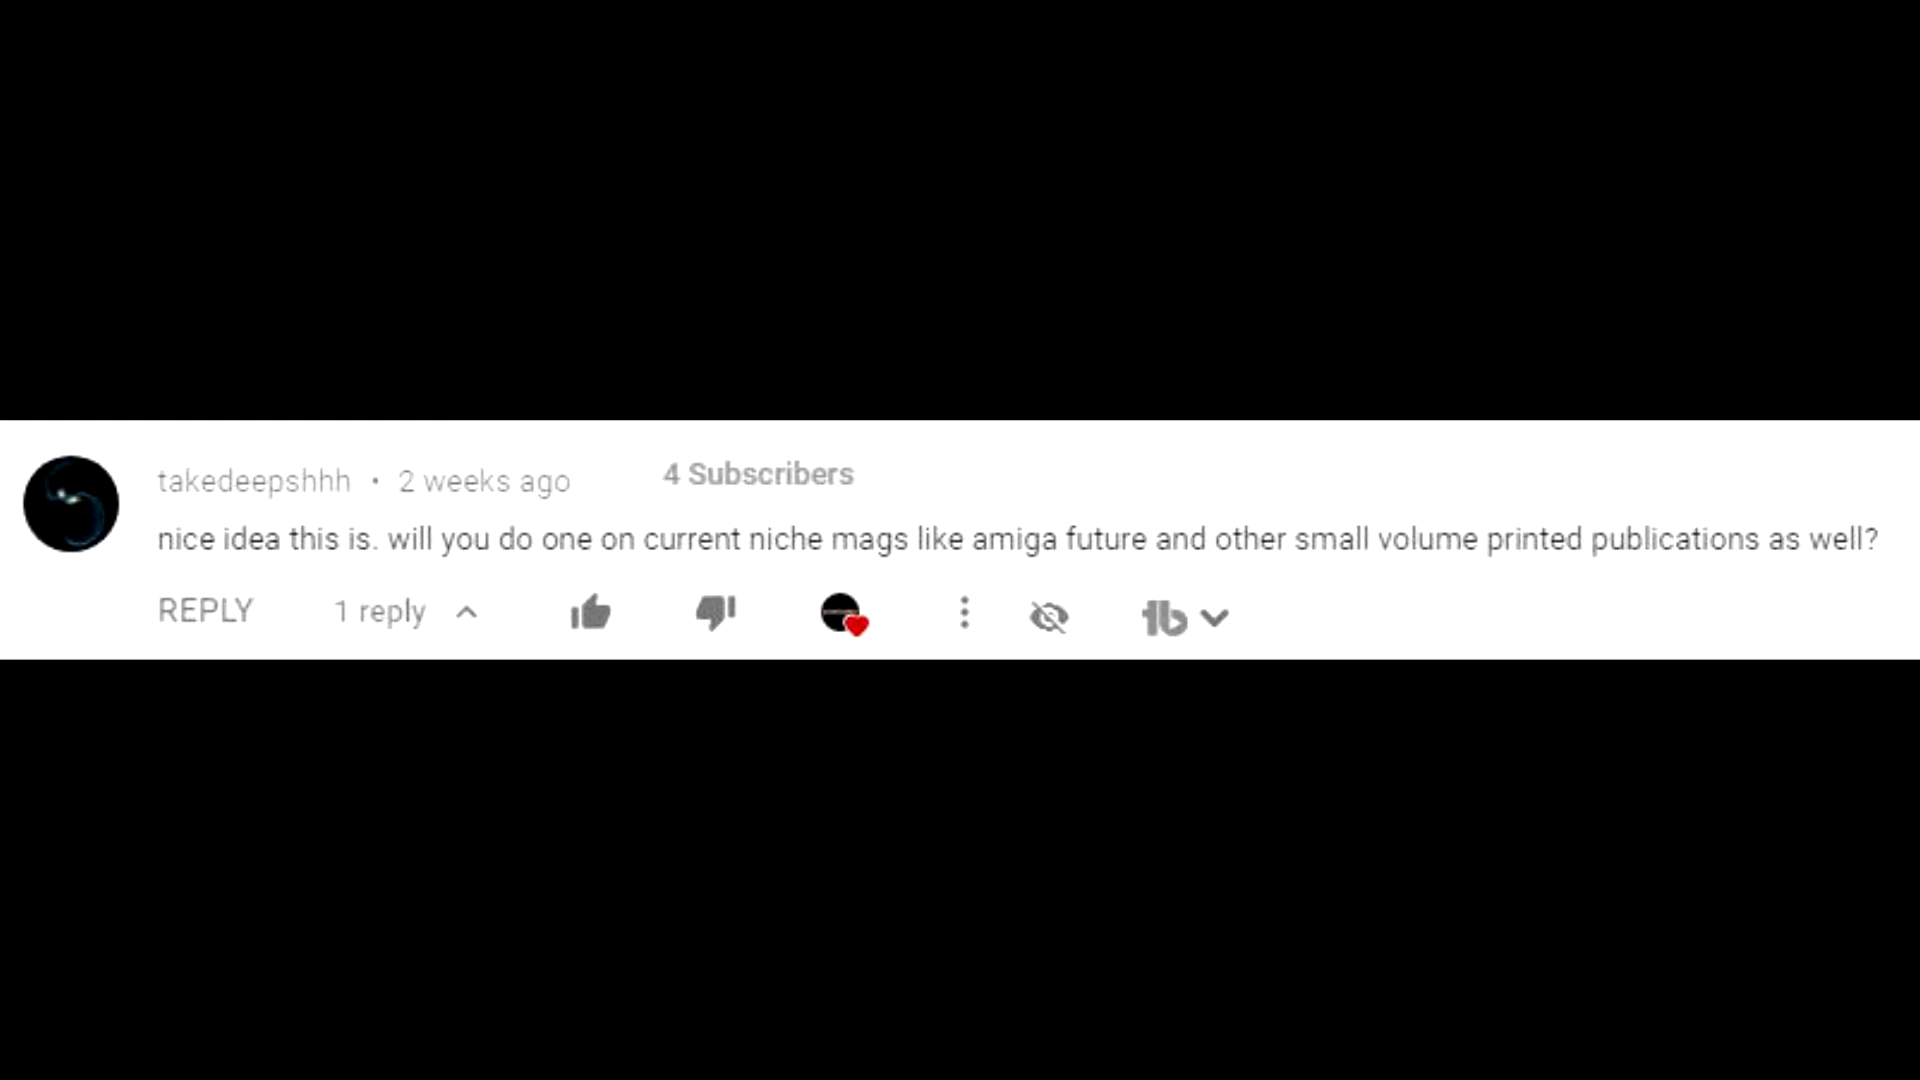 takedeepshhh • 2 weeks ago 4 Subscribers
nice idea this is. will you do one on current niche mags like amiga future and other small volume printed publications as well?
REPLY 1 reply tb